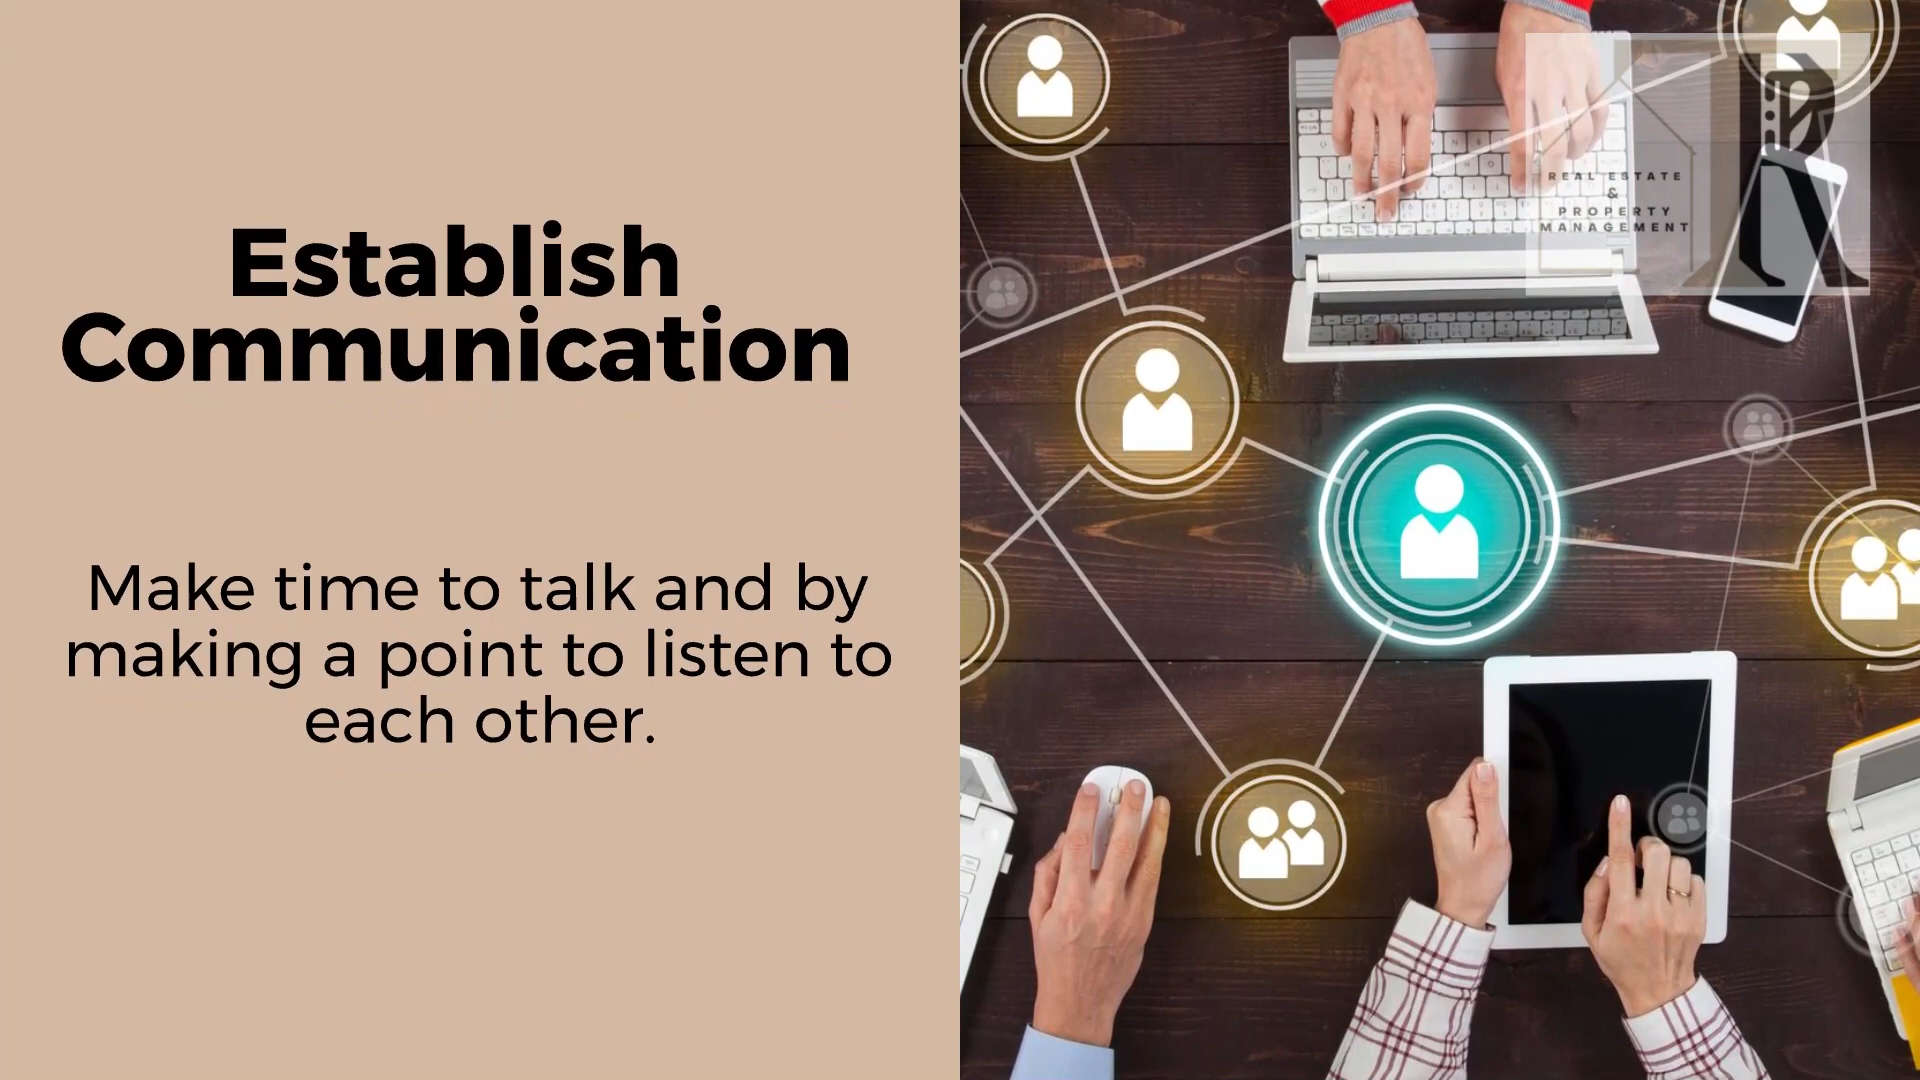 Establish
Communication
Make time to talk and by
making a point to listen to
each other.
REAL ESTATE
&
PROPERTY
MANAGEMENT
R